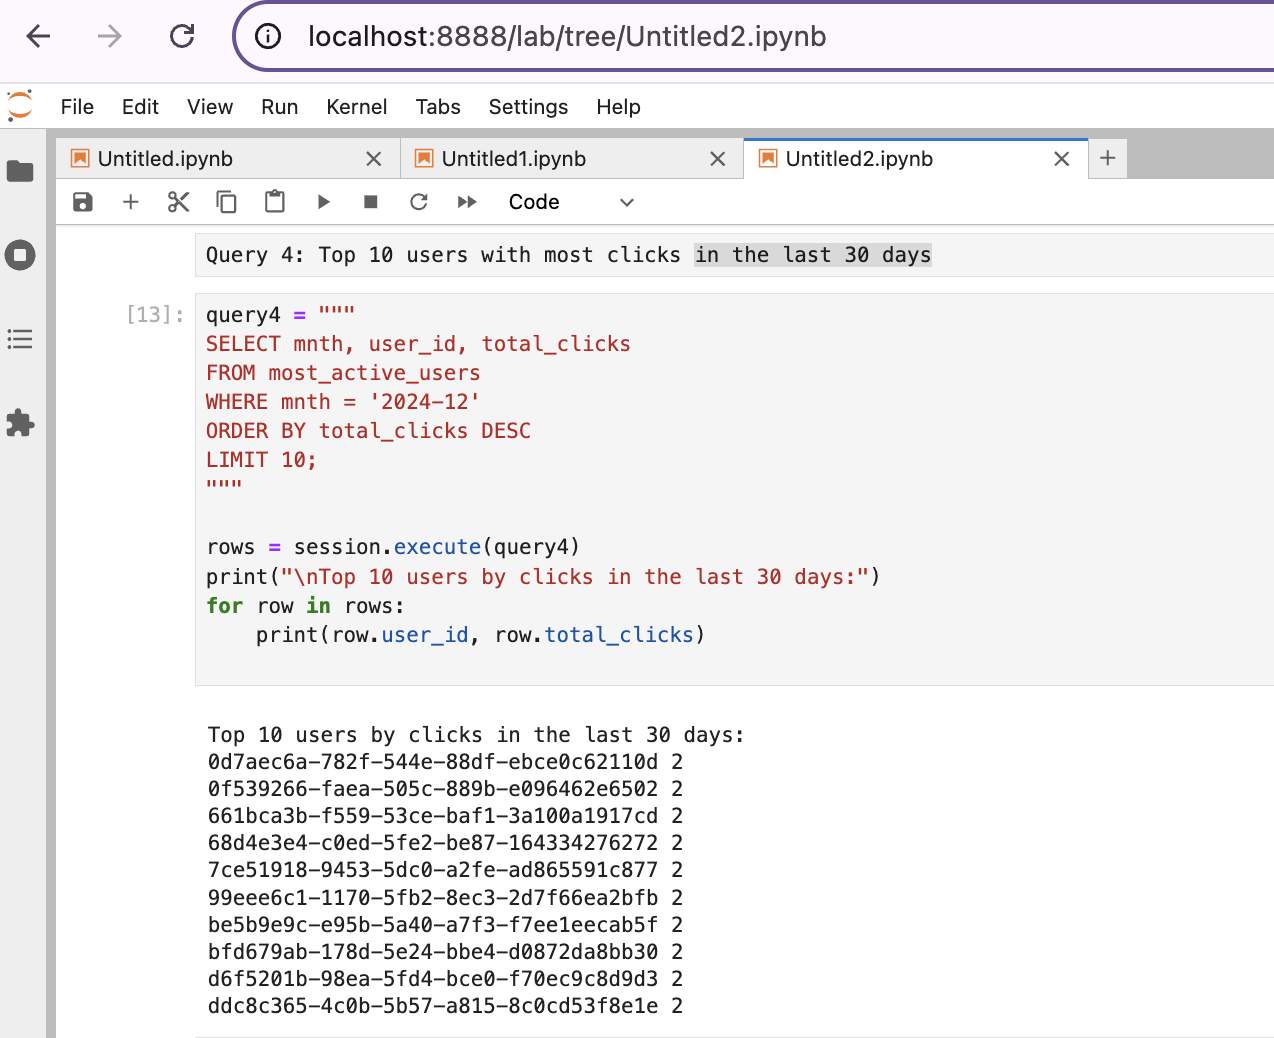 localhost:8888/lab/tree/Untitled2.ipynb
File Edit View Run Kernel Tabs Settings Help
Untitled.ipynb Untitled1.ipynb Untitled2.ipynb
Code
Query 4: Top 10 users with most clicks in the last 30 days
[13]:
query4 = """
SELECT mnth, user_id, total_clicks
FROM most_active_users
WHERE mnth = '2024-12'
ORDER BY total_clicks DESC
LIMIT 10;
"""
rows = session.execute(query4)
print("\nTop 10 users by clicks in the last 30 days:")
for row in rows:
    print(row.user_id, row.total_clicks)
Top 10 users by clicks in the last 30 days:
0d7aec6a-782f-544e-88df-ebce0c62110d 2
0f539266-faea-505c-889b-e096462e6502 2
661bca3b-f559-53ce-baf1-3a100a1917cd 2
68d4e3e4-c0ed-5fe2-be87-164334276272 2
7ce51918-9453-5dc0-a2fe-ad865591c877 2
99eee6c1-1170-5fb2-8ec3-2d7f66ea2bfb 2
be5b9e9c-e95b-5a40-a7f3-f7ee1eecab5f 2
bfd679ab-178d-5e24-bbe4-d0872da8bb30 2
d6f5201b-98ea-5fd4-bce0-f70ec9c8d9d3 2
ddc8c365-4c0b-5b57-a815-8c0cd53f8e1e 2